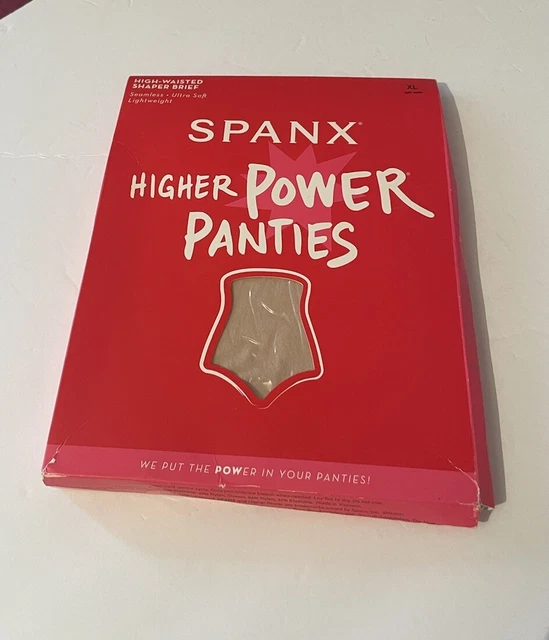 HIGH-WAISTED
SHAPER BRIEF
Seamless • Ultra Soft
Lightweight
XL
SPANX®
HIGHER POWER®
PANTIES
WE PUT THE POWER IN YOUR PANTIES!